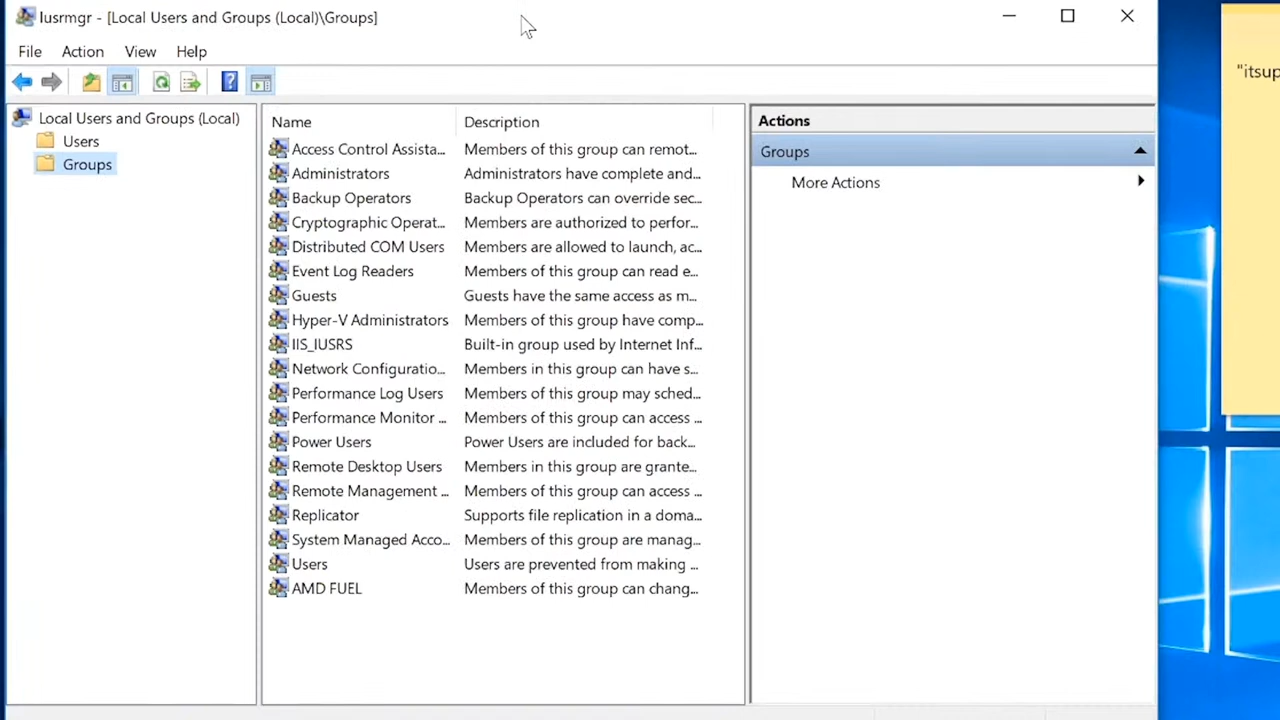 lusrmgr - [Local Users and Groups (Local)\Groups]
File Action View Help
Local Users and Groups (Local)
Users
Groups
Name Description
Access Control Assista... Members of this group can remot...
Administrators Administrators have complete and...
Backup Operators Backup Operators can override sec...
Cryptographic Operat... Members are authorized to perfor...
Distributed COM Users Members are allowed to launch, ac...
Event Log Readers Members of this group can read e...
Guests Guests have the same access as m...
Hyper-V Administrators Members of this group have comp...
IIS_IUSRS Built-in group used by Internet Inf...
Network Configuratio... Members in this group can have s...
Performance Log Users Members of this group may sched...
Performance Monitor ... Members of this group can access ...
Power Users Power Users are included for back...
Remote Desktop Users Members in this group are grante...
Remote Management ... Members of this group can access ...
Replicator Supports file replication in a doma...
System Managed Acco... Members of this group are manag...
Users Users are prevented from making ...
AMD FUEL Members of this group can chang...
Actions
Groups
More Actions
"itsup